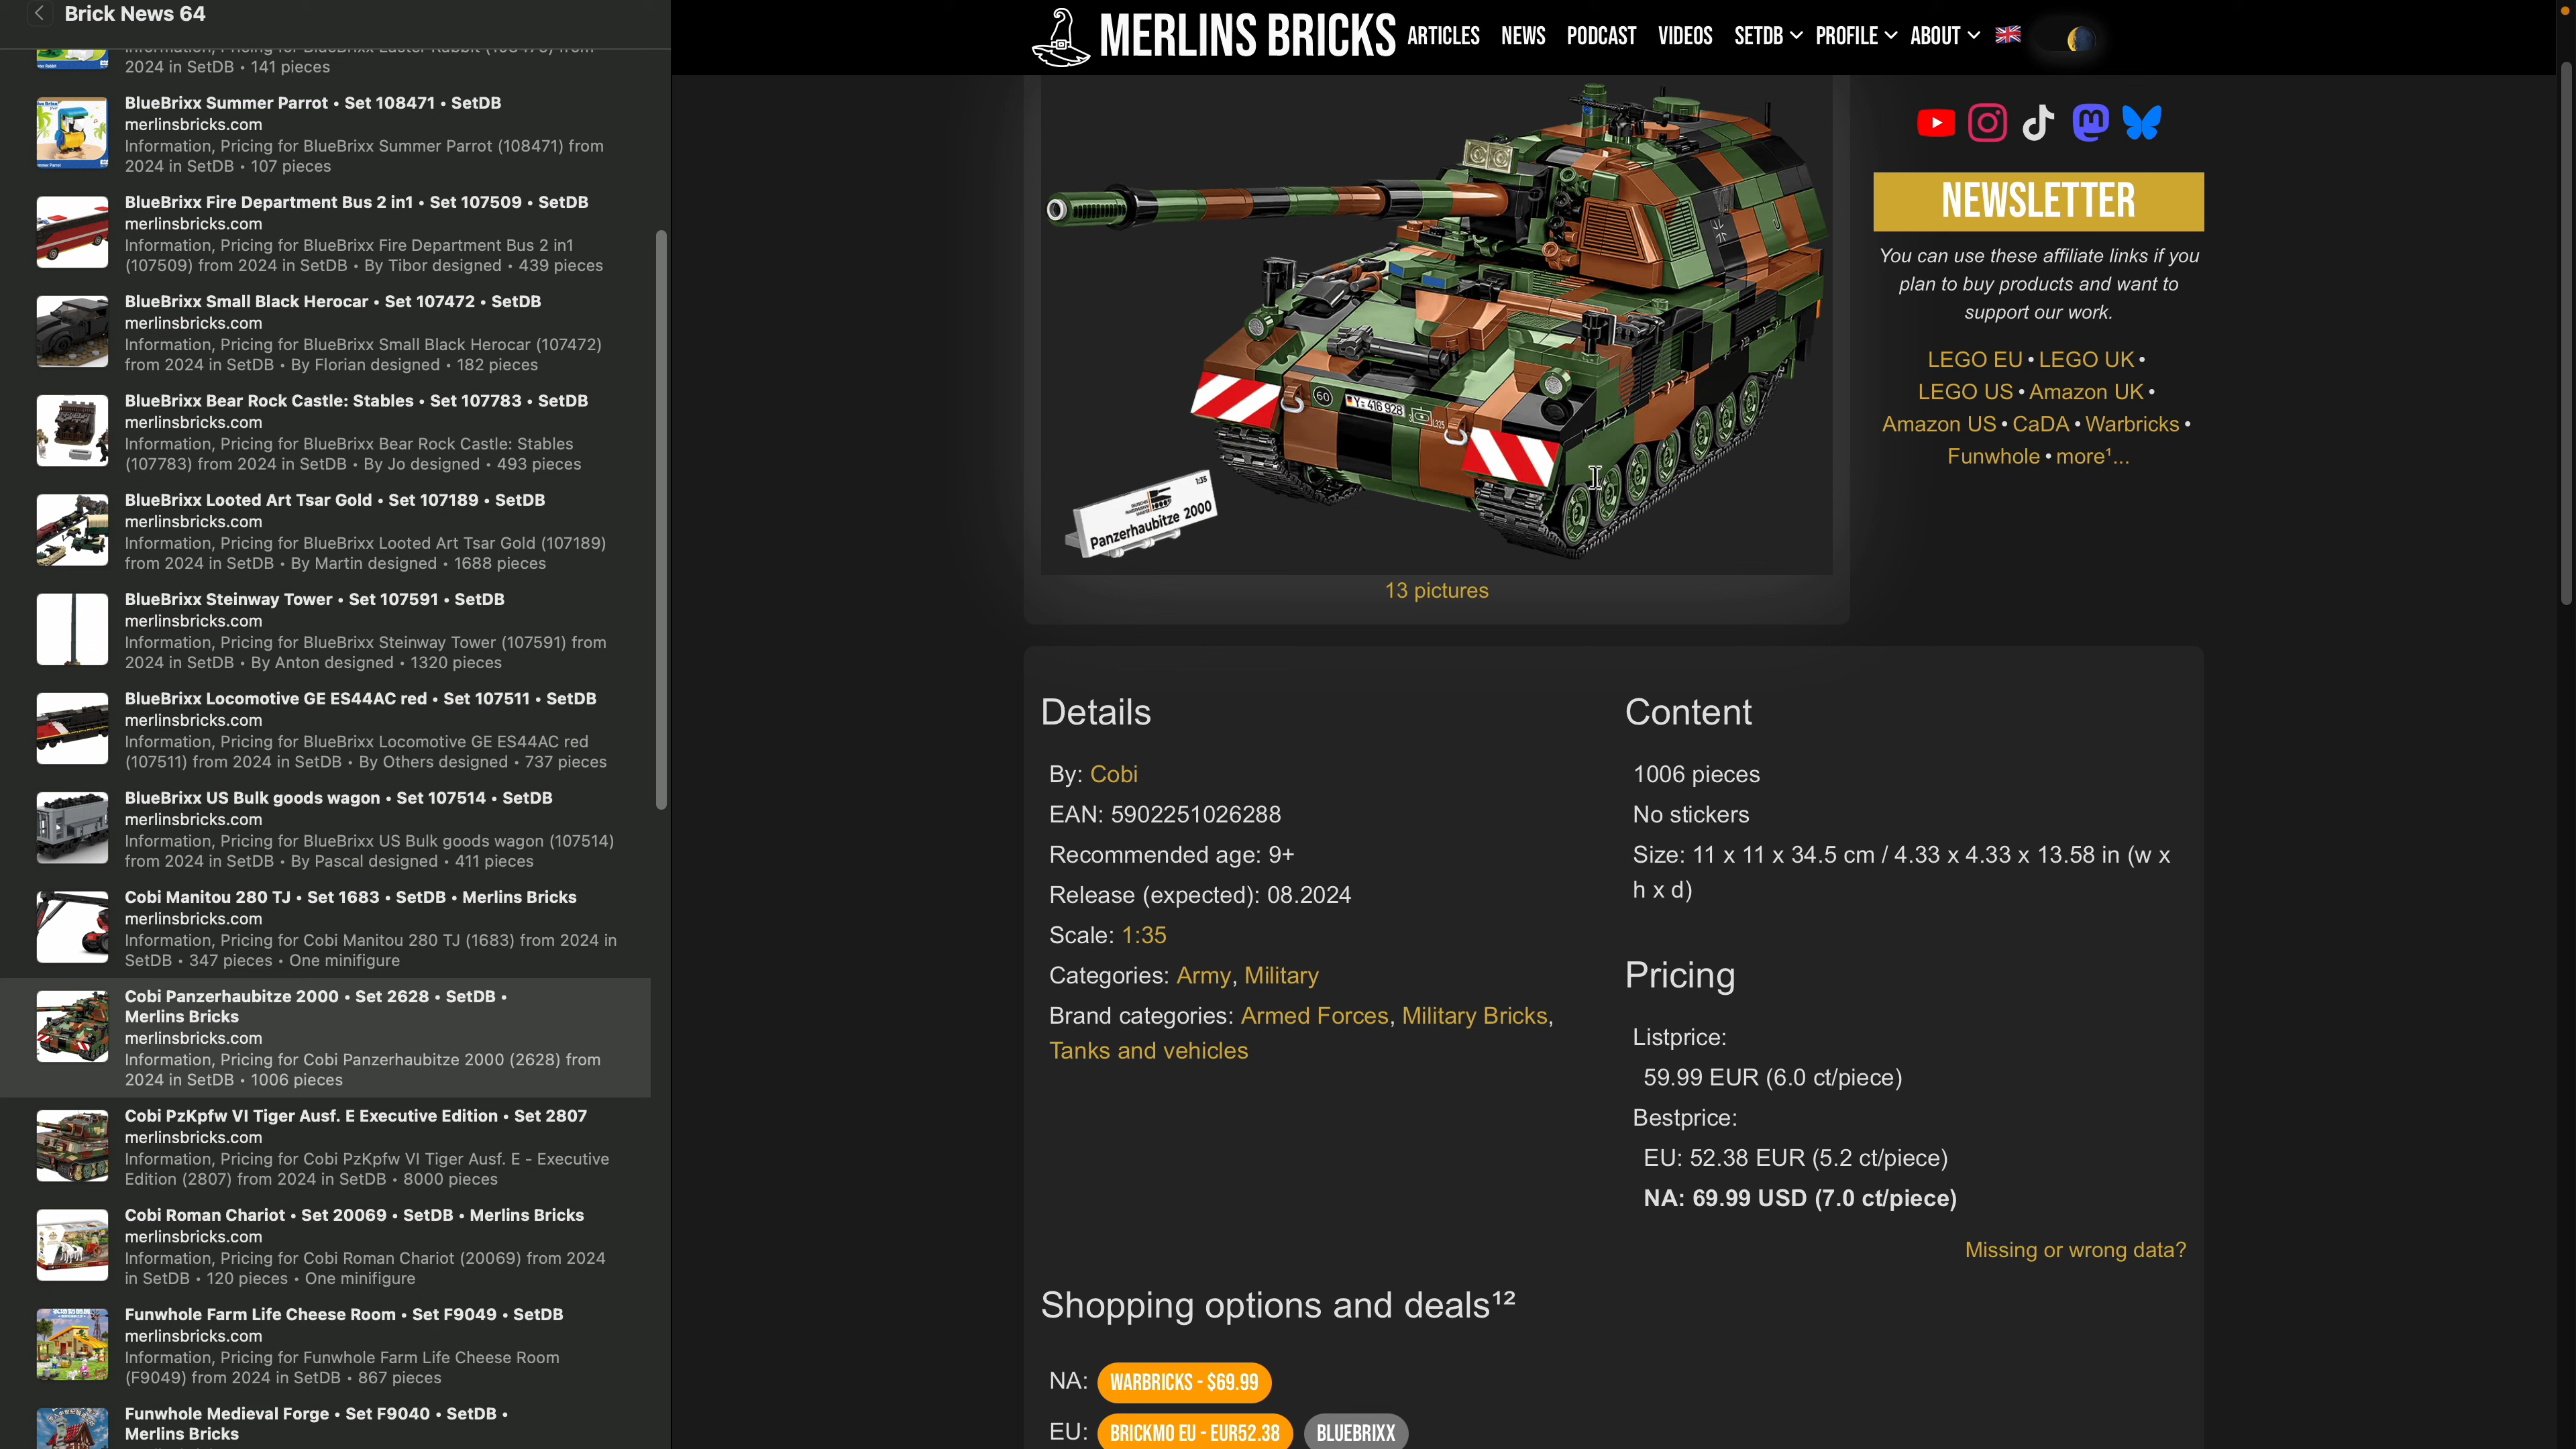 Brick News 64
2024 in SetDB • 141 pieces
BlueBrixx Summer Parrot • Set 108471 • SetDB
merlinsbricks.com
Information, Pricing for BlueBrixx Summer Parrot (108471) from
2024 in SetDB • 107 pieces
BlueBrixx Fire Department Bus 2 in1 • Set 107509 • SetDB
merlinsbricks.com
Information, Pricing for BlueBrixx Fire Department Bus 2 in1
(107509) from 2024 in SetDB • By Tibor designed • 439 pieces
BlueBrixx Small Black Herocar • Set 107472 • SetDB
merlinsbricks.com
Information, Pricing for BlueBrixx Small Black Herocar (107472)
from 2024 in SetDB • By Florian designed • 182 pieces
BlueBrixx Bear Rock Castle: Stables • Set 107783 • SetDB
merlinsbricks.com
Information, Pricing for BlueBrixx Bear Rock Castle: Stables
(107783) from 2024 in SetDB • By Jo designed • 493 pieces
BlueBrixx Looted Art Tsar Gold • Set 107189 • SetDB
merlinsbricks.com
Information, Pricing for BlueBrixx Looted Art Tsar Gold (107189)
from 2024 in SetDB • By Martin designed • 1688 pieces
BlueBrixx Steinway Tower • Set 107591 • SetDB
merlinsbricks.com
Information, Pricing for BlueBrixx Steinway Tower (107591) from
2024 in SetDB • By Anton designed • 1320 pieces
BlueBrixx Locomotive GE ES44AC red • Set 107511 • SetDB
merlinsbricks.com
Information, Pricing for BlueBrixx Locomotive GE ES44AC red
(107511) from 2024 in SetDB • By Others designed • 737 pieces
BlueBrixx US Bulk goods wagon • Set 107514 • SetDB
merlinsbricks.com
Information, Pricing for BlueBrixx US Bulk goods wagon (107514)
from 2024 in SetDB • By Pascal designed • 411 pieces
Cobi Manitou 280 TJ • Set 1683 • SetDB • Merlins Bricks
merlinsbricks.com
Information, Pricing for Cobi Manitou 280 TJ (1683) from 2024 in
SetDB • 347 pieces • One minifigure
Cobi Panzerhaubitze 2000 • Set 2628 • SetDB •
Merlins Bricks
merlinsbricks.com
Information, Pricing for Cobi Panzerhaubitze 2000 (2628) from
2024 in SetDB • 1006 pieces
Cobi PzKpfw VI Tiger Ausf. E Executive Edition • Set 2807
merlinsbricks.com
Information, Pricing for Cobi PzKpfw VI Tiger Ausf. E - Executive
Edition (2807) from 2024 in SetDB • 8000 pieces
Cobi Roman Chariot • Set 20069 • SetDB • Merlins Bricks
merlinsbricks.com
Information, Pricing for Cobi Roman Chariot (20069) from 2024
in SetDB • 120 pieces • One minifigure
Funwhole Farm Life Cheese Room • Set F9049 • SetDB
merlinsbricks.com
Information, Pricing for Funwhole Farm Life Cheese Room
(F9049) from 2024 in SetDB • 867 pieces
Funwhole Medieval Forge • Set F9040 • SetDB •
Merlins Bricks
MERLINS BRICKS ARTICLES NEWS PODCAST VIDEOS SETDB PROFILE ABOUT
60
Y-416 928
1:35
Panzerhaubitze 2000
13 pictures
NEWSLETTER
You can use these affiliate links if you
plan to buy products and want to
support our work.
LEGO EU • LEGO UK •
LEGO US • Amazon UK •
Amazon US • CaDA • Warbricks •
Funwhole • more¹...
Details
By: Cobi
EAN: 5902251026288
Recommended age: 9+
Release (expected): 08.2024
Scale: 1:35
Categories: Army, Military
Brand categories: Armed Forces, Military Bricks,
Tanks and vehicles
Content
1006 pieces
No stickers
Size: 11 x 11 x 34.5 cm / 4.33 x 4.33 x 13.58 in (w x
h x d)
Pricing
Listprice:
59.99 EUR (6.0 ct/piece)
Bestprice:
EU: 52.38 EUR (5.2 ct/piece)
NA: 69.99 USD (7.0 ct/piece)
Missing or wrong data?
Shopping options and deals¹²
NA: WARBRICKS - $69.99
EU: BRICKMO EU - EUR52.38 BLUEBRIXX